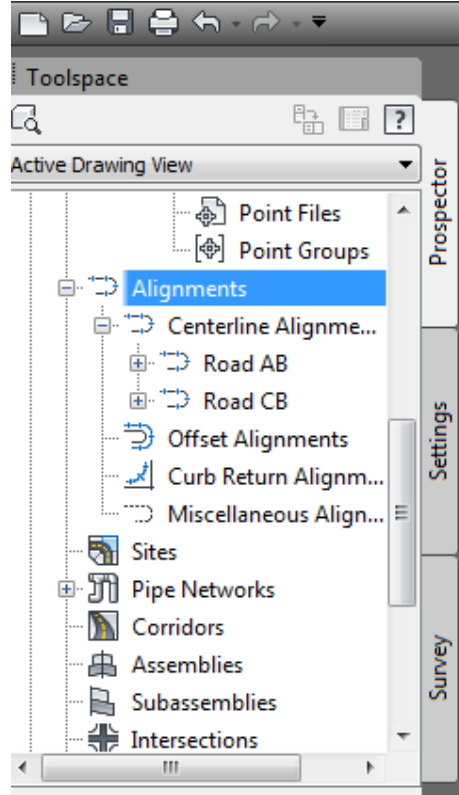 Toolspace
?
Active Drawing View
Point Files
Point Groups
Alignments
Centerline Alignme...
Road AB
Road CB
Offset Alignments
Curb Return Alignm...
Miscellaneous Align...
Sites
Pipe Networks
Corridors
Assemblies
Subassemblies
Intersections
Prospector
Settings
Survey